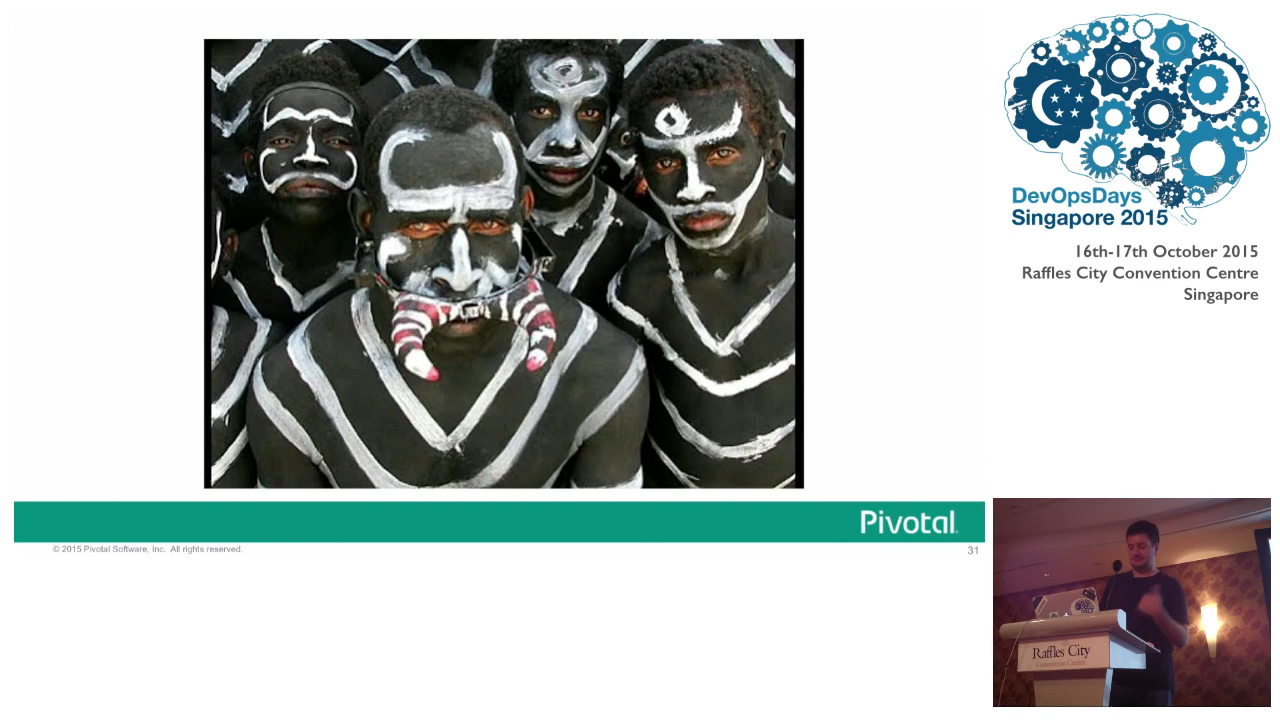 DevOpsDays
Singapore 2015
16th-17th October 2015
Raffles City Convention Centre
Singapore
Pivotal
© 2015 Pivotal Software, Inc. All rights reserved.
31
Raffles City
Convention Centre